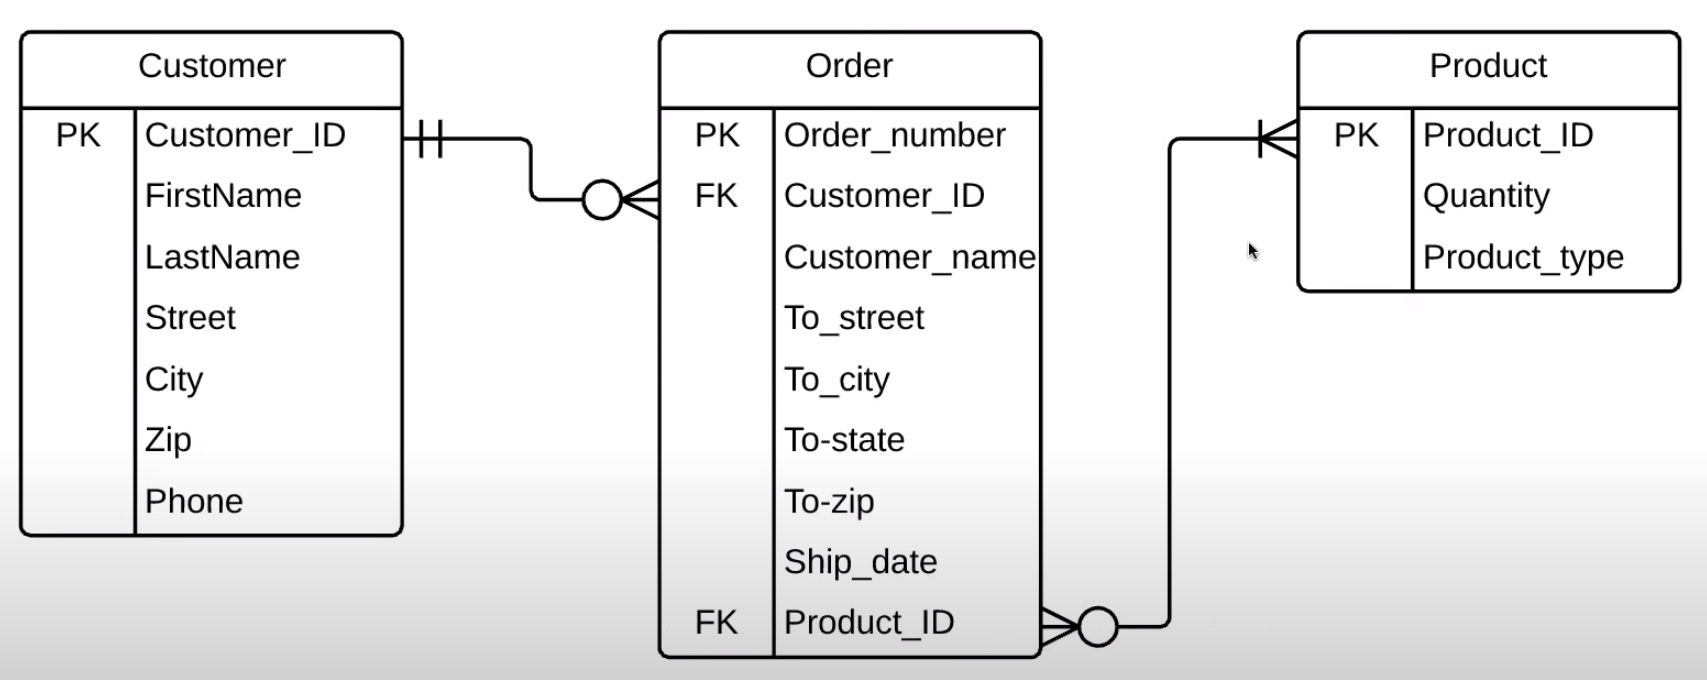 Customer
PK Customer_ID
FirstName
LastName
Street
City
Zip
Phone
Order
PK Order_number
FK Customer_ID
Customer_name
To_street
To_city
To-state
To-zip
Ship_date
FK Product_ID
Product
PK Product_ID
Quantity
Product_type